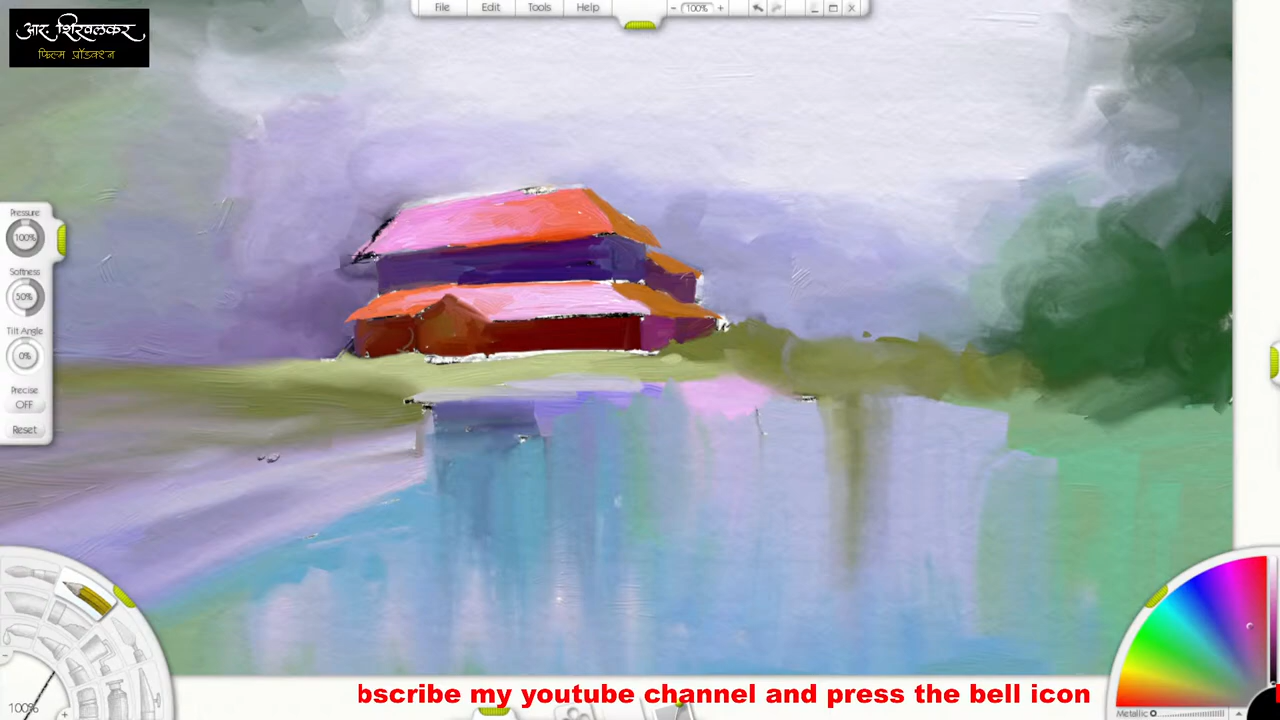 File Edit Tools Help - 100% +
आर. शिरवलकर
फिल्म प्रॉडक्शन
Pressure
100%
Softness
50%
Tilt Angle
0%
Precise
OFF
Reset
100%
Metallic
bscribe my youtube channel and press the bell icon